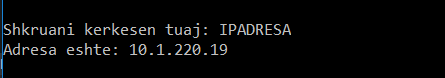 Shkruani kerkesen tuaj: IPADRESA
Adresa eshte: 10.1.220.19